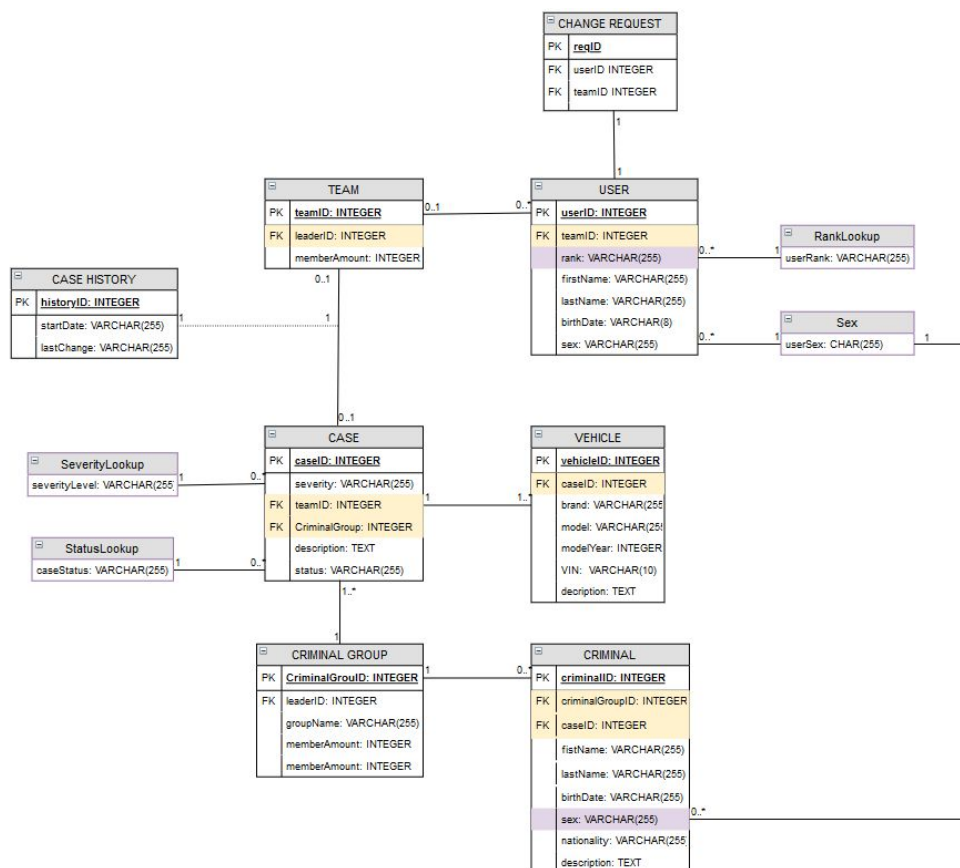 CHANGE REQUEST
PK reqID
FK userID INTEGER
FK teamID INTEGER
1
1
TEAM
PK teamID: INTEGER
FK leaderID: INTEGER
memberAmount: INTEGER
0..1
0..*
USER
PK userID: INTEGER
FK teamID: INTEGER
rank: VARCHAR(255)
firstName: VARCHAR(255)
lastName: VARCHAR(255)
birthDate: VARCHAR(8)
sex: VARCHAR(255)
0..*
1
RankLookup
userRank: VARCHAR(255)
0..*
1
Sex
userSex: CHAR(255)
1
CASE HISTORY
PK historyID: INTEGER
startDate: VARCHAR(255)
lastChange: VARCHAR(255)
1
1
0..1
0..1
SeverityLookup
severityLevel: VARCHAR(255)
1
0..*
StatusLookup
caseStatus: VARCHAR(255)
1
0..*
CASE
PK caseID: INTEGER
severity: VARCHAR(255)
FK teamID: INTEGER
FK CriminalGroup: INTEGER
description: TEXT
status: VARCHAR(255)
1
1..*
VEHICLE
PK vehicleID: INTEGER
FK caseID: INTEGER
brand: VARCHAR(255
model: VARCHAR(25
modelYear: INTEGER
VIN: VARCHAR(10)
decription: TEXT
1..*
1
CRIMINAL GROUP
PK CriminalGrouID: INTEGER
FK leaderID: INTEGER
groupName: VARCHAR(255)
memberAmount: INTEGER
memberAmount: INTEGER
1
0..*
CRIMINAL
PK criminalID: INTEGER
FK criminalGroupID: INTEGER
FK caseID: INTEGER
fistName: VARCHAR(255)
lastName: VARCHAR(255)
birthDate: VARCHAR(255)
sex: VARCHAR(255)
nationality: VARCHAR(255
description: TEXT
0..*